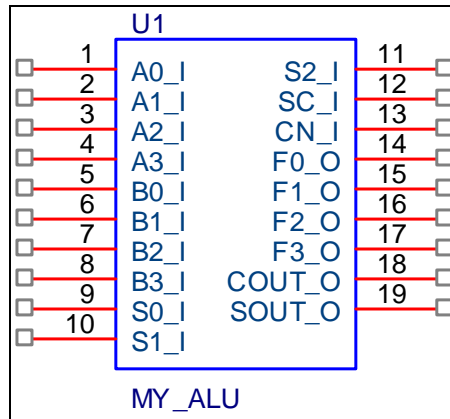 U1
1 A0_I S2_I 11
2 A1_I SC_I 12
3 A2_I CN_I 13
4 A3_I F0_O 14
5 B0_I F1_O 15
6 B1_I F2_O 16
7 B2_I F3_O 17
8 B3_I COUT_O 18
9 S0_I SOUT_O 19
10 S1_I
MY_ALU